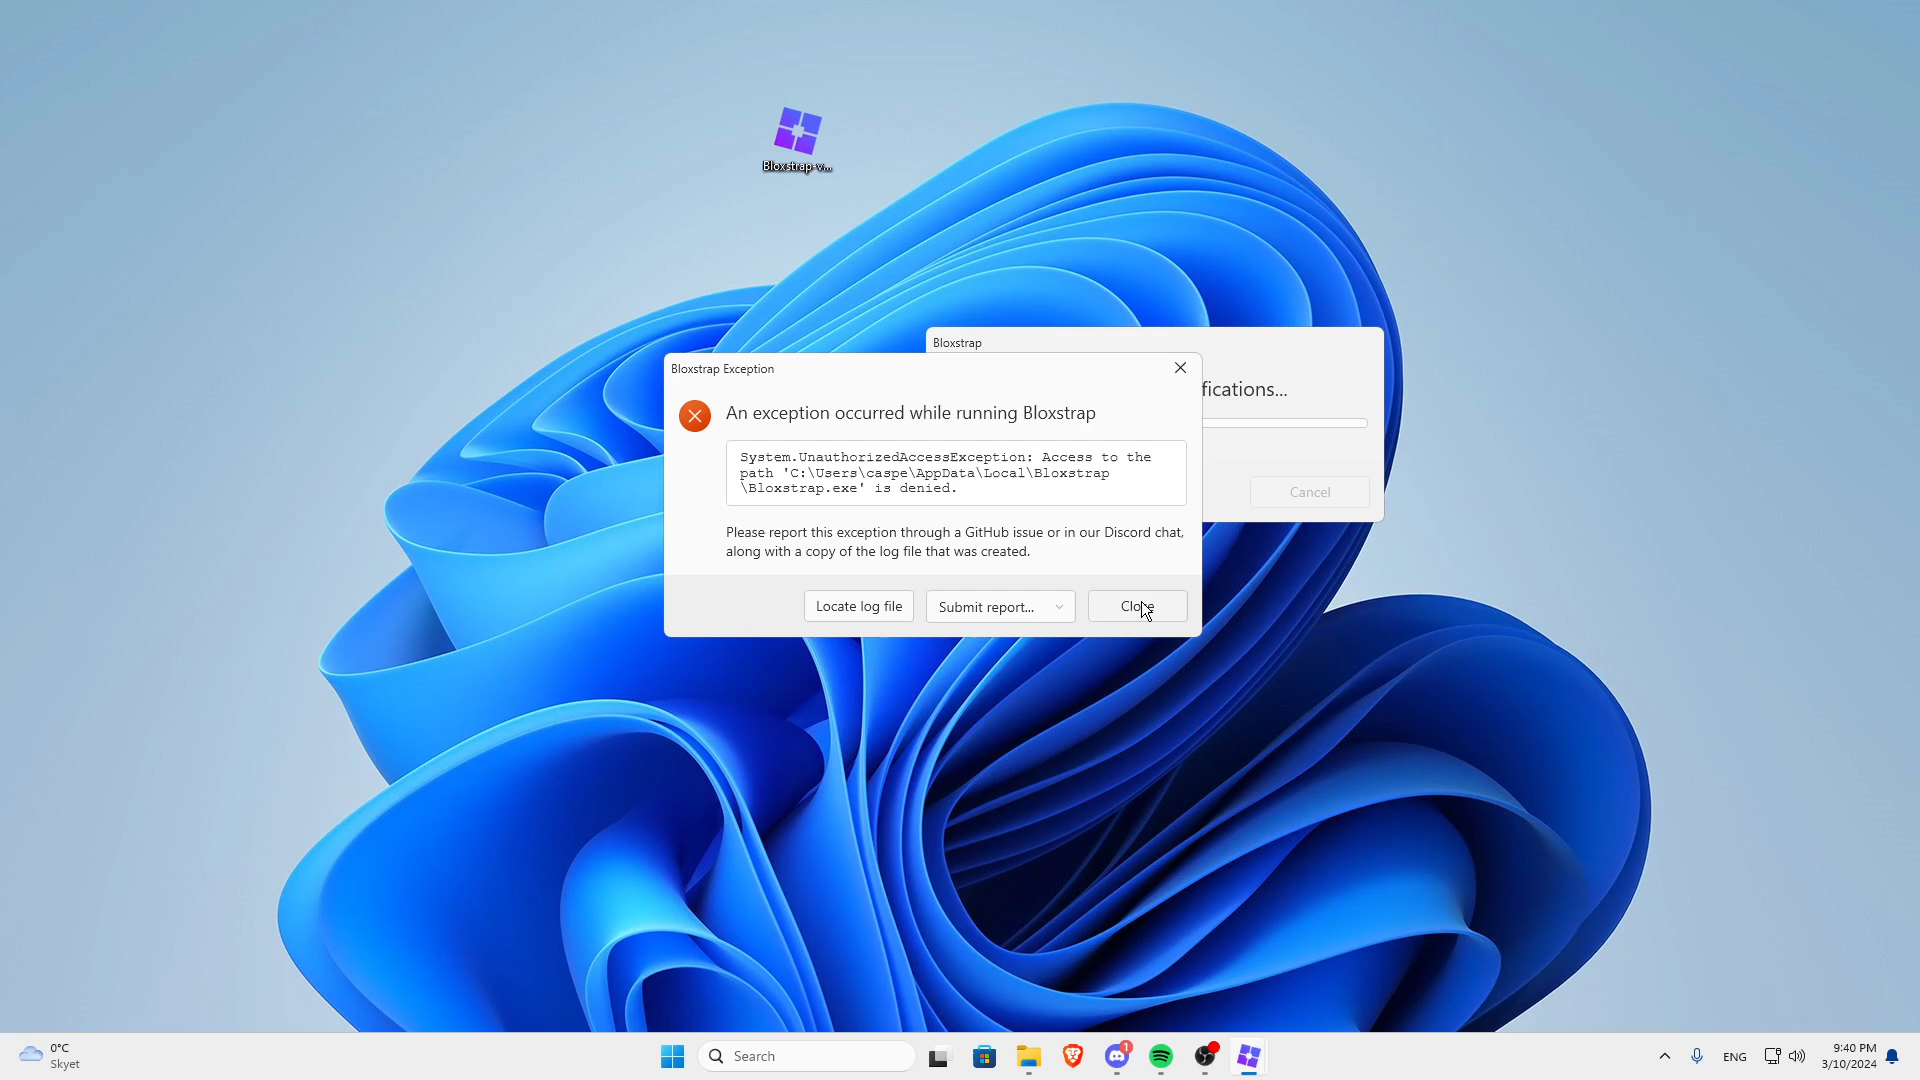 Bloxstrap-v...
Bloxstrap
fications...
Cancel
Bloxstrap Exception
An exception occurred while running Bloxstrap
System.UnauthorizedAccessException: Access to the
path 'C:\Users\caspe\AppData\Local\Bloxstrap
\Bloxstrap.exe' is denied.
Please report this exception through a GitHub issue or in our Discord chat,
along with a copy of the log file that was created.
Locate log file
Submit report...
Close
0°C
Skyet
Search
1
ENG
9:40 PM
3/10/2024